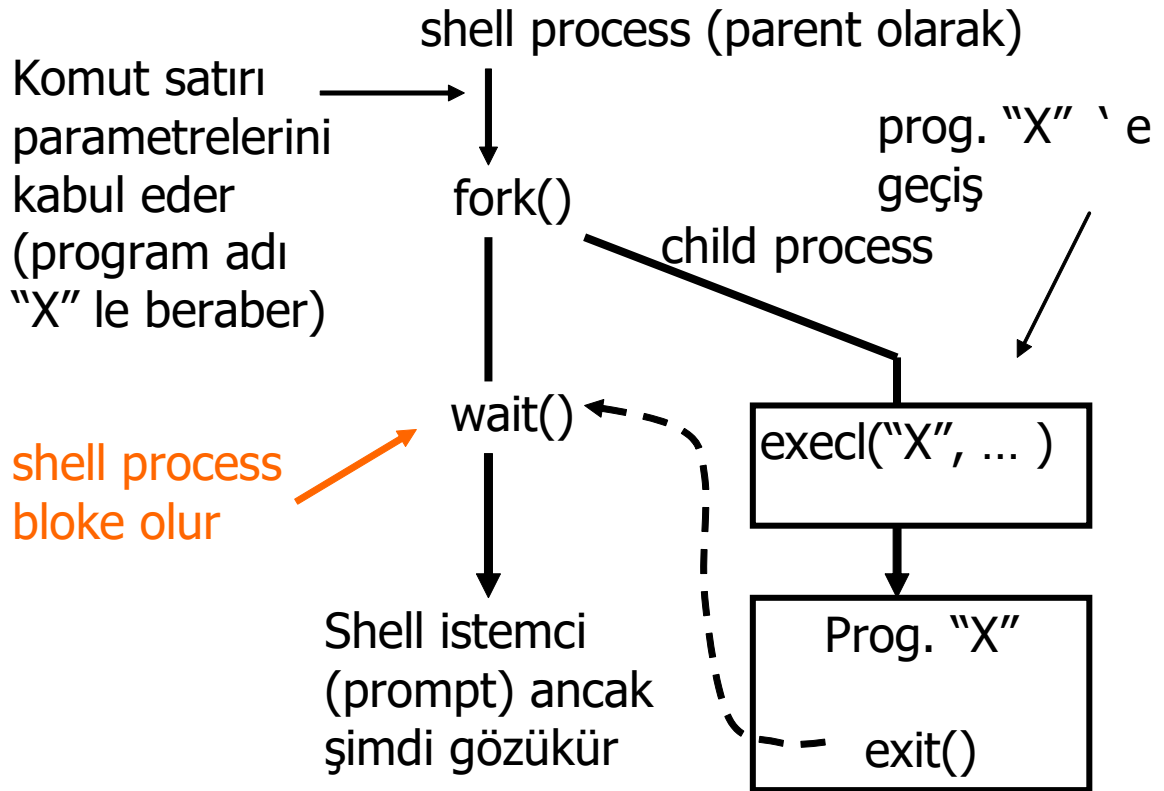 shell process (parent olarak)
Komut satırı
parametrelerini
kabul eder
(program adı
“X” le beraber)
prog. “X” ‵ e
geçiş
fork()
child process
wait()
execl(“X”, … )
shell process
bloke olur
Shell istemci
(prompt) ancak
şimdi gözükür
Prog. “X”
exit()